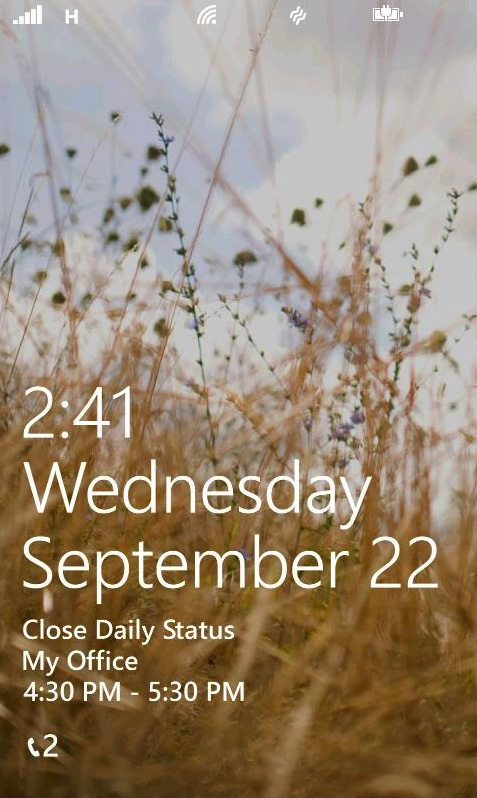 H
2:41
Wednesday
September 22
Close Daily Status
My Office
4:30 PM - 5:30 PM
2